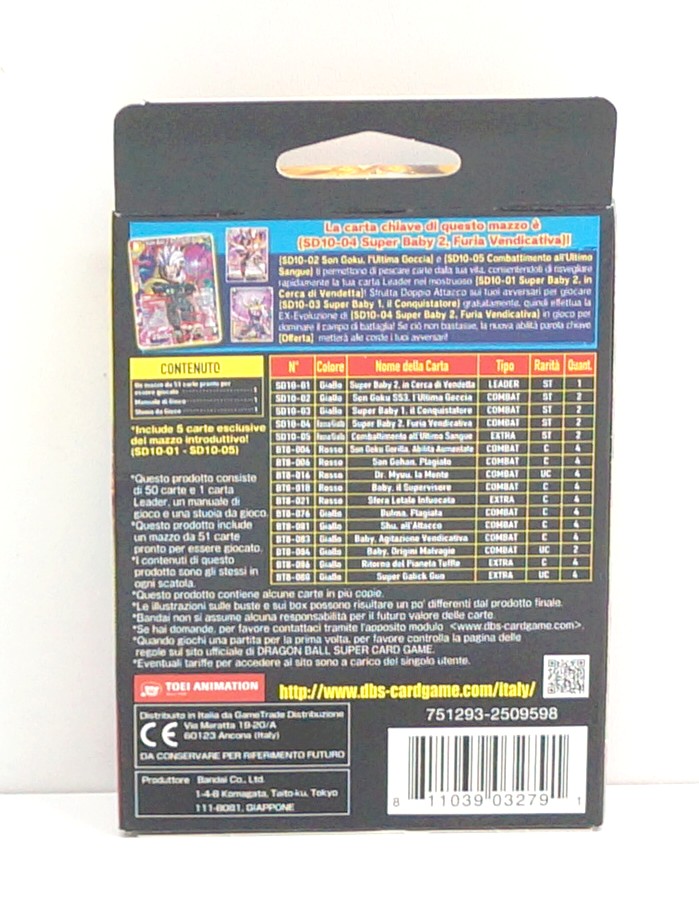 La carta chiave di questo mazzo è
(SD10-04 Super Baby 2, Furia Vendicativa)!
(SD10-02 Son Goku, l'Ultima Goccia) e (SD10-05 Combattimento all'Ultimo
Sangue) ti permettono di pescare carte dalla tua vita, consentendoti di risvegliare
rapidamente la tua carta Leader nel mostruoso (SD10-01 Super Baby 2, in
Cerca di Vendetta)! Sfrutta Doppio Attacco sui tuoi avversari per giocare
(SD10-03 Super Baby 1, il Conquistatore) gratuitamente, quindi effettua la
EX-Evoluzione di (SD10-04 Super Baby 2, Furia Vendicativa) in gioco per
dominare il campo di battaglia! Se ciò non bastasse, la nuova abilità parola chiave
[Offerta] metterà alle corde i tuoi avversari!
CONTENUTO
Un mazzo da 51 carte pronto per
essere giocato 1
Manuale di Gioco 1
Stuoia da Gioco 1
*Include 5 carte esclusive
del mazzo introduttivo!
(SD10-01 - SD10-05)
N° Colore Nome della Carta Tipo Rarità Quant.
SD10-01 Giallo Super Baby 2, in Cerca di Vendetta LEADER ST 1
SD10-02 Giallo Son Goku SS3, l'Ultima Goccia COMBAT ST 2
SD10-03 Giallo Super Baby 1, il Conquistatore COMBAT ST 2
SD10-04 Rosso/Giallo Super Baby 2, Furia Vendicativa COMBAT ST 2
SD10-05 Rosso/Giallo Combattimento all'Ultimo Sangue EXTRA ST 2
BT8-004 Rosso Son Goku Gorilla, Abilità Aumentate COMBAT C 4
Rosso Son Gohan, Plagiato COMBAT C 4
BT8-016 Rosso Dr. Myuu, la Mente COMBAT UC 4
BT8-018 Rosso Baby, il Supervisore COMBAT C 4
BT8-021 Rosso Sfera Letale Infuocata EXTRA C 4
BT8-076 Giallo Bulma, Plagiata COMBAT C 4
BT8-081 Giallo Shu, all'Attacco COMBAT C 4
BT8-083 Giallo Baby, Agitazione Vendicativa COMBAT C 4
BT8-084 Giallo Baby, Origini Malvagie COMBAT UC 2
BT8-086 Giallo Ritorno del Pianeta Tuffle EXTRA C 4
BT8-088 Giallo Super Galick Gun EXTRA UC 4
*Questo prodotto consiste
di 50 carte e 1 carta
Leader, un manuale di
gioco e una stuoia da gioco.
*Questo prodotto include
un mazzo da 51 carte
pronto per essere giocato.
*I contenuti di questo
prodotto sono gli stessi in
ogni scatola.
*Questo prodotto contiene alcune carte in più copie.
*Le illustrazioni sulle buste e sui box possono risultare un po' differenti dal prodotto finale.
*Bandai non si assume alcuna responsabilità per il futuro valore delle carte.
*Se hai domande, per favore contattaci tramite l'apposito modulo <www.dbs-cardgame.com>.
*Quando giochi una partita per la prima volta, per favore controlla la pagina delle
regole sul sito ufficiale di DRAGON BALL SUPER CARD GAME.
*Eventuali tariffe per accedere al sito sono a carico del singolo utente.
TOEI ANIMATION
http://www.dbs-cardgame.com/italy/
Distribuito in Italia da GameTrade Distribuzione
CE Via Maratta 19-20/A
60123 Ancona (Italy)
DA CONSERVARE PER RIFERIMENTO FUTURO
Produttore Bandai Co., Ltd.
1-4-8 Komagata, Taito-ku, Tokyo
111-8081, GIAPPONE
751293-2509598
8 11039 03279 1